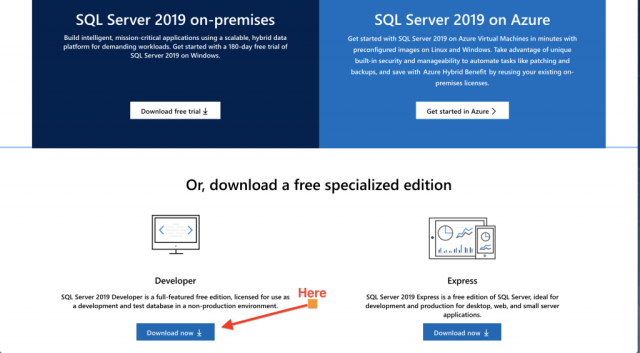 SQL Server 2019 on-premises
Build intelligent, mission-critical applications using a scalable, hybrid data
platform for demanding workloads. Get started with a 180-day free trial of
SQL Server 2019 on Windows.
Download free trial
SQL Server 2019 on Azure
Get started with SQL Server 2019 on Azure Virtual Machines in minutes with
preconfigured images on Linux and Windows. Take advantage of unique
built-in security and manageability to automate tasks like patching and
backups, and save with Azure Hybrid Benefit by reusing your existing on-
premises licenses.
Get started in Azure
Or, download a free specialized edition
Developer
SQL Server 2019 Developer is a full-featured free edition, licensed for use as
a development and test database in a non-production environment.
Download now
Here
Express
SQL Server 2019 Express is a free edition of SQL Server, ideal for
development and production for desktop, web, and small server
applications.
Download now